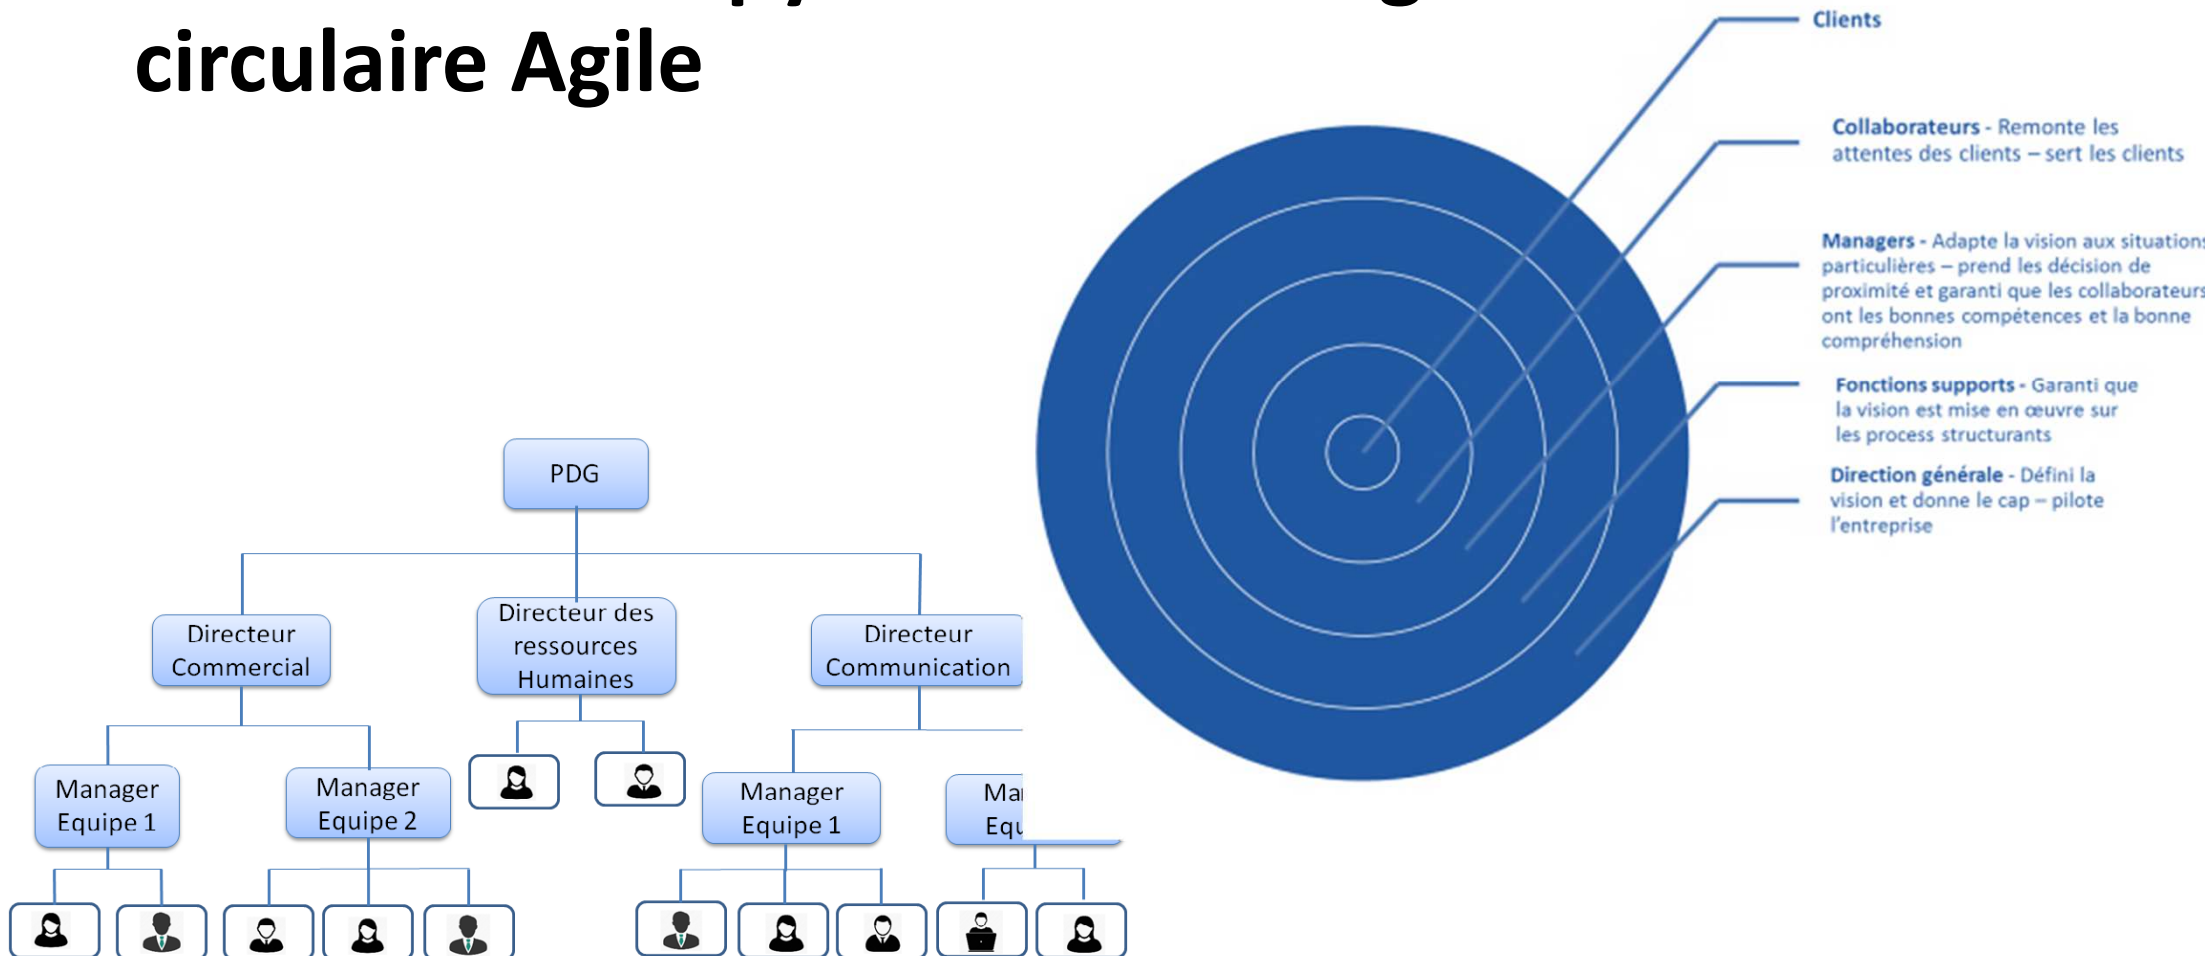 circulaire Agile
Clients
Collaborateurs - Remonte les
attentes des clients – sert les clients
Managers - Adapte la vision aux situations
particulières – prend les décision de
proximité et garanti que les collaborateurs
ont les bonnes compétences et la bonne
compréhension
Fonctions supports - Garanti que
la vision est mise en œuvre sur
les process structurants
Direction générale - Défini la
vision et donne le cap – pilote
l'entreprise
PDG
Directeur
Commercial
Directeur des
ressources
Humaines
Directeur
Communication
Manager
Equipe 1
Manager
Equipe 2
Manager
Equipe 1